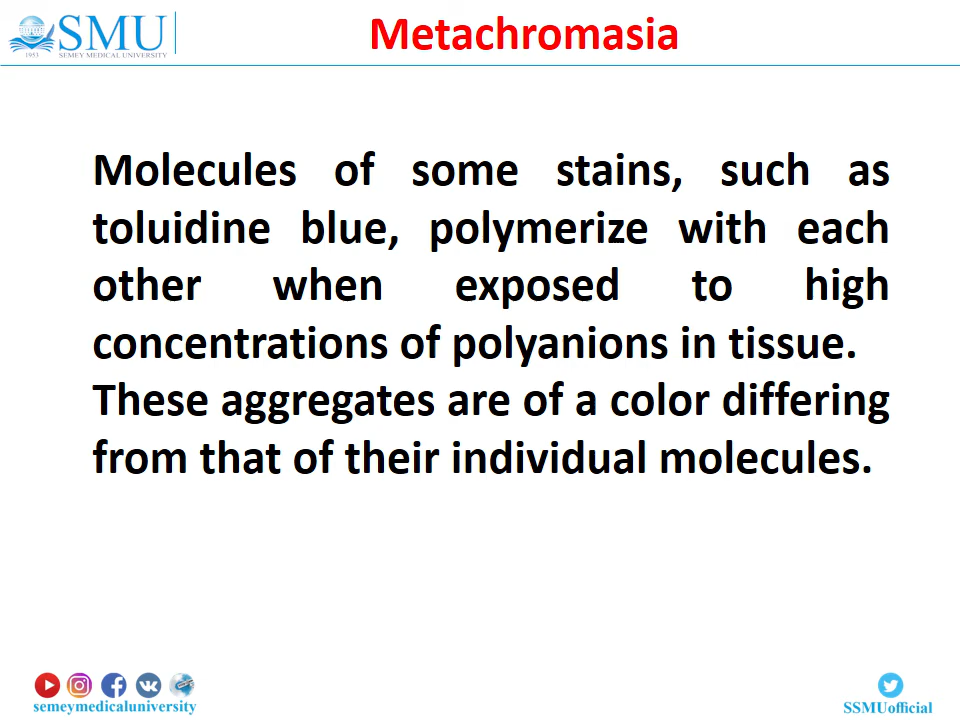 SMU
SEMEY MEDICAL UNIVERSITY
1953
Metachromasia
Molecules of some stains, such as
toluidine blue, polymerize with each
other when exposed to high
concentrations of polyanions in tissue.
These aggregates are of a color differing
from that of their individual molecules.
semeymedicaluniversity
SSMUofficial